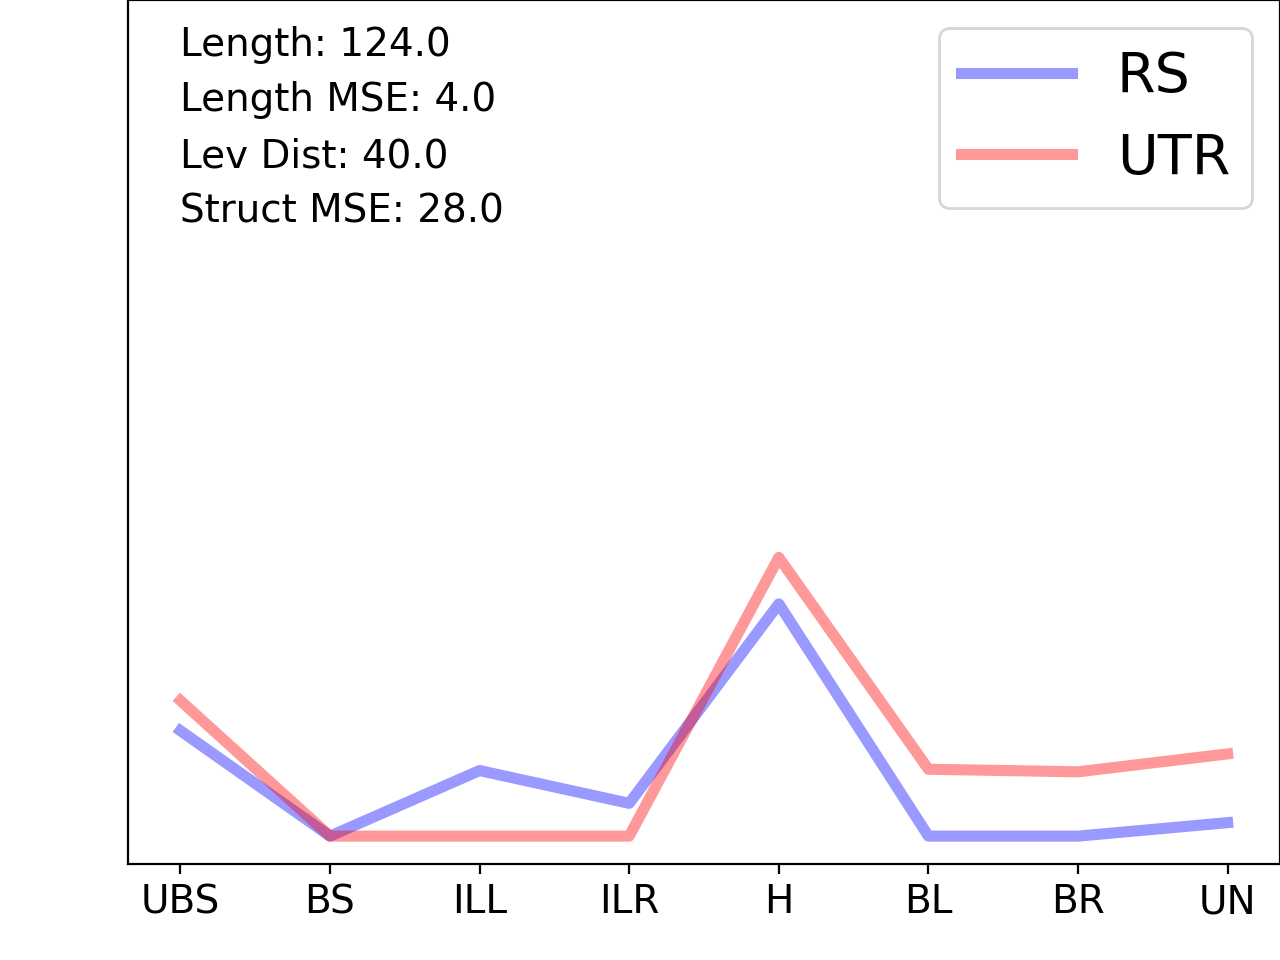 Length: 124.0
Length MSE: 4.0
Lev Dist: 40.0
Struct MSE: 28.0
RS
UTR
UBS BS ILL ILR H BL BR UN